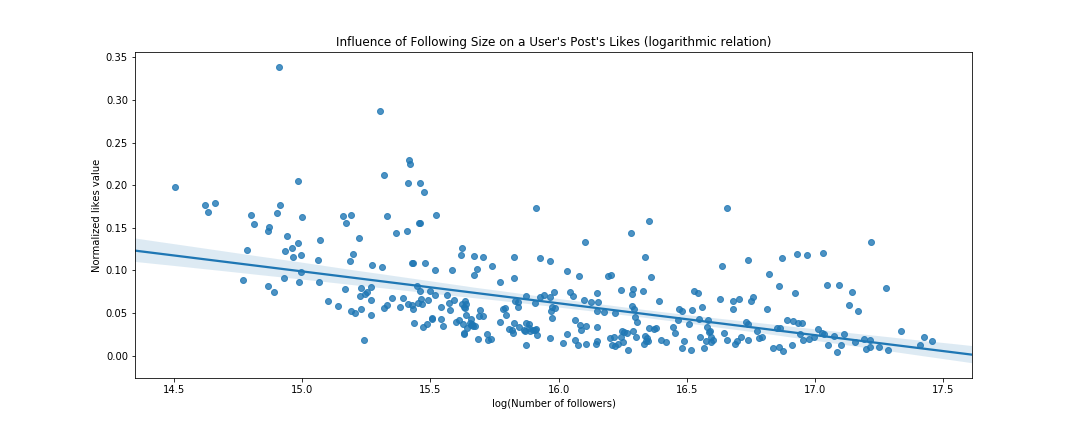 Influence of Following Size on a User's Post's Likes (logarithmic relation)
Normalized likes value
0.35
0.30
0.25
0.20
0.15
0.10
0.05
0.00
14.5 15.0 15.5 16.0 16.5 17.0 17.5
log(Number of followers)